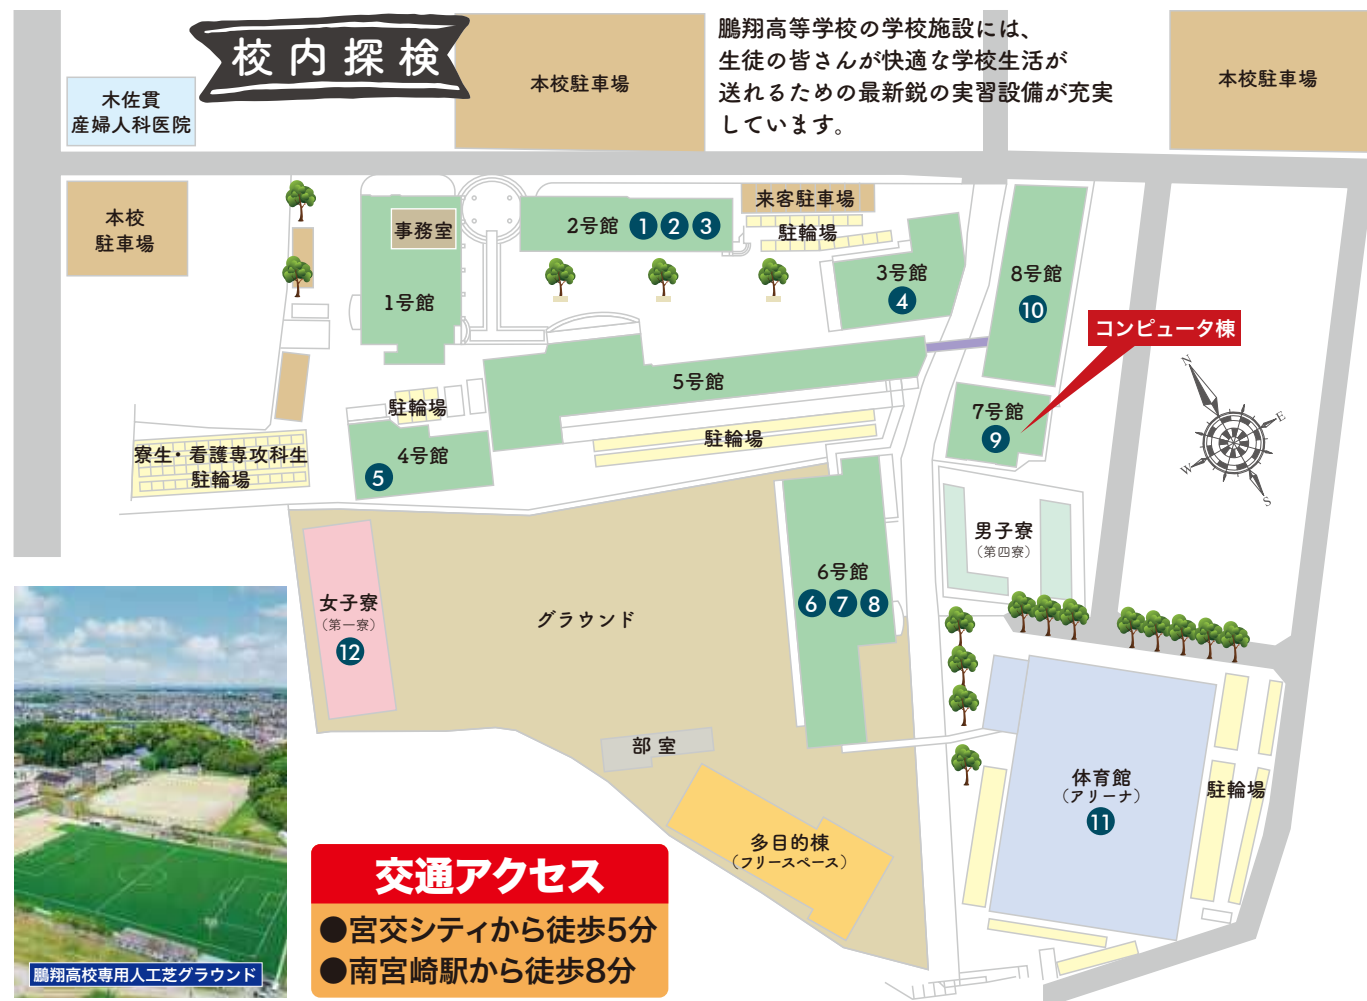 校内探検
鵬翔高等学校の学校施設には、
生徒の皆さんが快適な学校生活が
送れるための最新鋭の実習設備が充実
しています。
木佐貫
産婦人科医院
本校駐車場
本校駐車場
本校
駐車場
事務室
1号館
2号館 1 2 3
来客駐車場
駐輪場
3号館
4
8号館
10
コンピュータ棟
5号館
7号館
9
駐輪場
駐輪場
4号館
5
寮生・看護専攻科生
駐輪場
N
E
W
S
男子寮
(第四寮)
6号館
6 7 8
女子寮
(第一寮)
12
グラウンド
部室
多目的棟
(フリースペース)
体育館
(アリーナ)
11
駐輪場
交通アクセス
●宮交シティから徒歩5分
●南宮崎駅から徒歩8分
鵬翔高校専用人工芝グラウンド